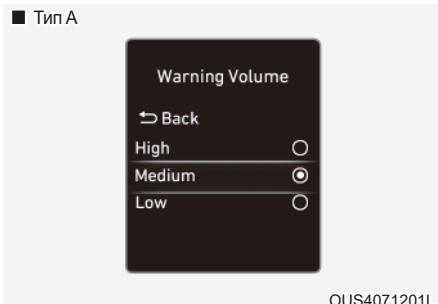 ■ Тип A
Warning Volume
⮌ Back
High
Medium
Low
OUS4071201L